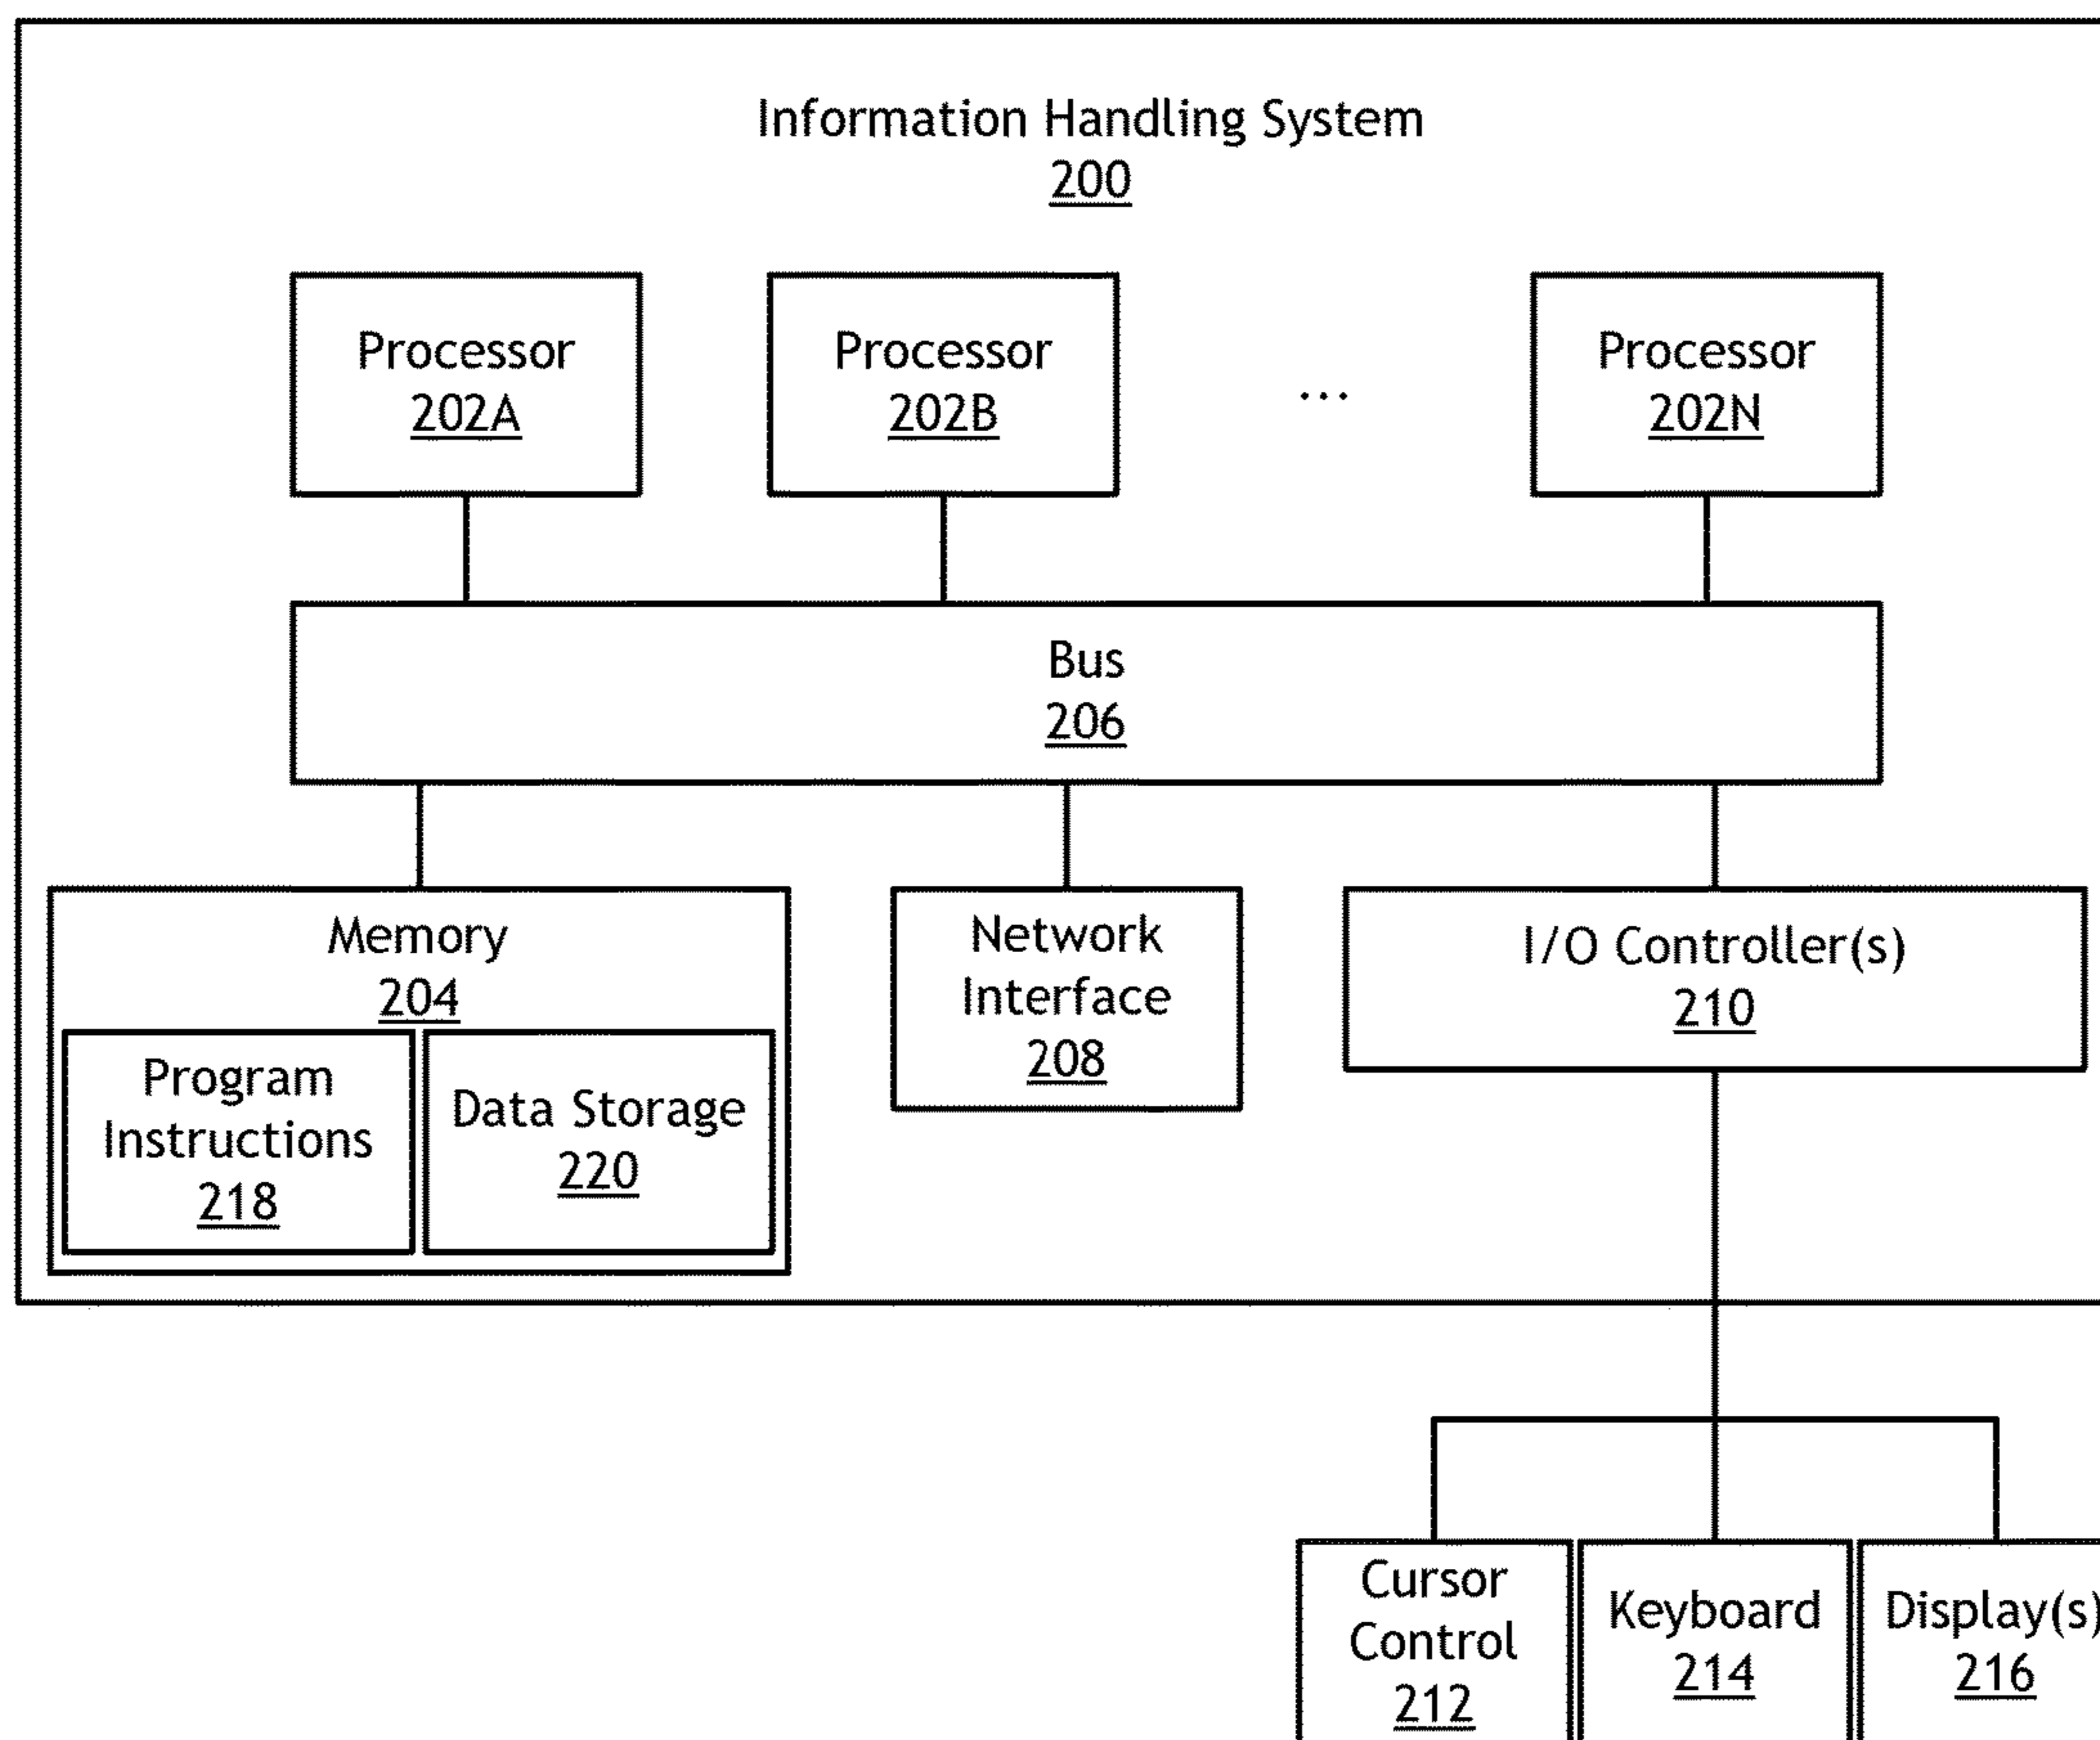 Information Handling System
200
Processor
202A
Processor
202B
...
Processor
202N
Bus
206
Memory
204
Program
Instructions
218
Data Storage
220
Network
Interface
208
I/O Controller(s)
210
Cursor
Control
212
Keyboard
214
Display(s)
216